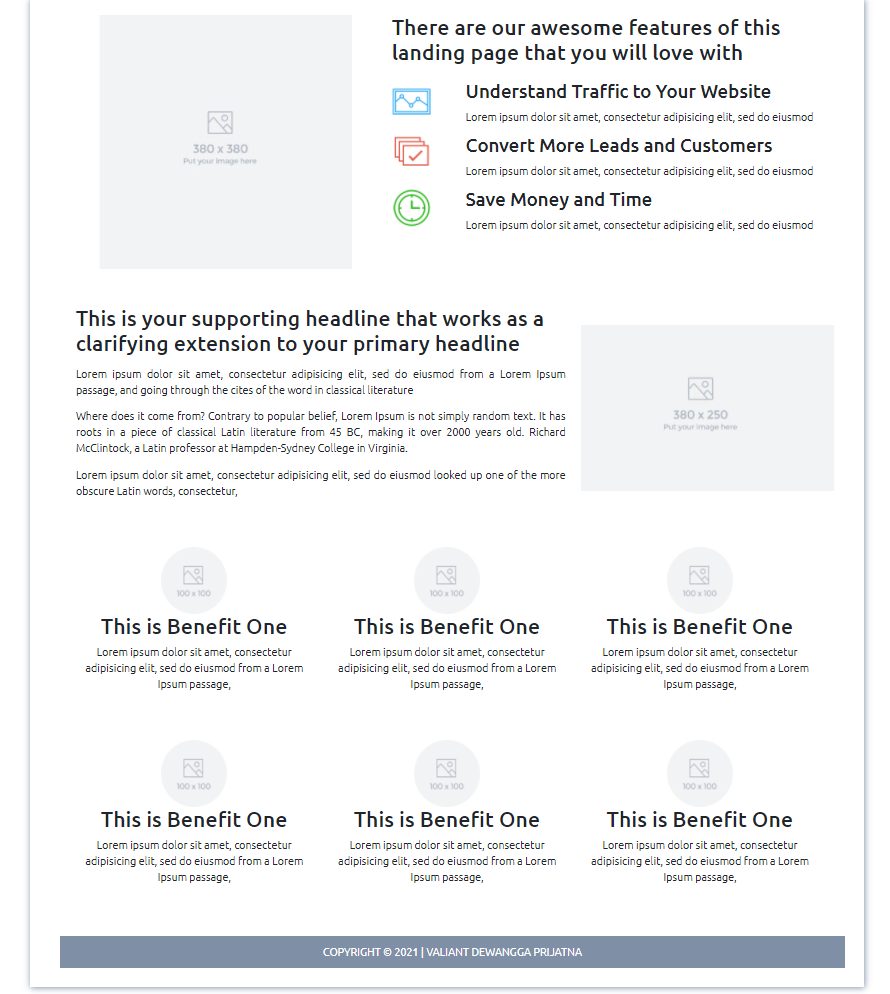 380 x 380
Put your image here
There are our awesome features of this
landing page that you will love with
Understand Traffic to Your Website
Lorem ipsum dolor sit amet, consectetur adipisicing elit, sed do eiusmod
Convert More Leads and Customers
Lorem ipsum dolor sit amet, consectetur adipisicing elit, sed do eiusmod
Save Money and Time
Lorem ipsum dolor sit amet, consectetur adipisicing elit, sed do eiusmod
This is your supporting headline that works as a
clarifying extension to your primary headline
Lorem ipsum dolor sit amet, consectetur adipisicing elit, sed do eiusmod from a Lorem Ipsum
passage, and going through the cites of the word in classical literature
Where does it come from? Contrary to popular belief, Lorem Ipsum is not simply random text. It has
roots in a piece of classical Latin literature from 45 BC, making it over 2000 years old. Richard
McClintock, a Latin professor at Hampden-Sydney College in Virginia.
Lorem ipsum dolor sit amet, consectetur adipisicing elit, sed do eiusmod looked up one of the more
obscure Latin words, consectetur,
380 x 250
Put your image here
100 x 100
This is Benefit One
Lorem ipsum dolor sit amet, consectetur
adipisicing elit, sed do eiusmod from a Lorem
Ipsum passage,
100 x 100
This is Benefit One
Lorem ipsum dolor sit amet, consectetur
adipisicing elit, sed do eiusmod from a Lorem
Ipsum passage,
100 x 100
This is Benefit One
Lorem ipsum dolor sit amet, consectetur
adipisicing elit, sed do eiusmod from a Lorem
Ipsum passage,
100 x 100
This is Benefit One
Lorem ipsum dolor sit amet, consectetur
adipisicing elit, sed do eiusmod from a Lorem
Ipsum passage,
100 x 100
This is Benefit One
Lorem ipsum dolor sit amet, consectetur
adipisicing elit, sed do eiusmod from a Lorem
Ipsum passage,
100 x 100
This is Benefit One
Lorem ipsum dolor sit amet, consectetur
adipisicing elit, sed do eiusmod from a Lorem
Ipsum passage,
COPYRIGHT © 2021 | VALIANT DEWANGGA PRIJATNA